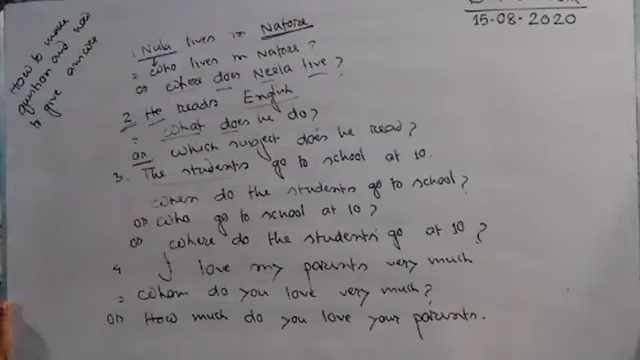 15-08-2020
How to make
question and how
to give answer
1. Nula lives in Natore
= who lives in Natore?
or where does Neela live?
2. He reads English
= what does he do?
or which subject does he read?
3. The students go to school at 10.
when do the students go to school?
or who go to school at 10?
or where do the students go at 10?
4 I love my parents very much
= whom do you love very much?
or How much do you love your parents.